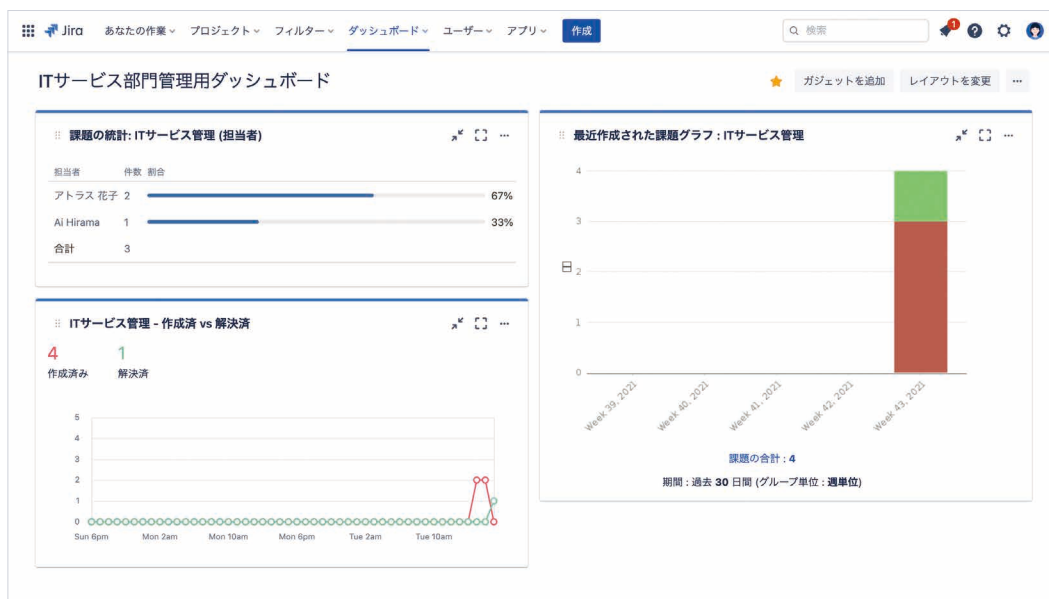 Jira あなたの作業 プロジェクト フィルター ダッシュボード ユーザー アプリ 作成 検索 1
ITサービス部門管理用ダッシュボード
ガジェットを追加 レイアウトを変更
課題の統計: ITサービス管理 (担当者)
担当者 件数 割合
アトラス 花子 2 67%
Ai Hirama 1 33%
合計 3
ITサービス管理 - 作成済 vs 解決済
4 1
作成済み 解決済
5
4
3
2
1
0
Sun 6pm Mon 2am Mon 10am Mon 6pm Tue 2am Tue 10am
最近作成された課題グラフ : ITサービス管理
4
3
2
1
0
Week 39, 2021 Week 40, 2021 Week 41, 2021 Week 42, 2021 Week 43, 2021
課題の合計 : 4
期間 : 過去 30 日間 (グループ単位 : 週単位)